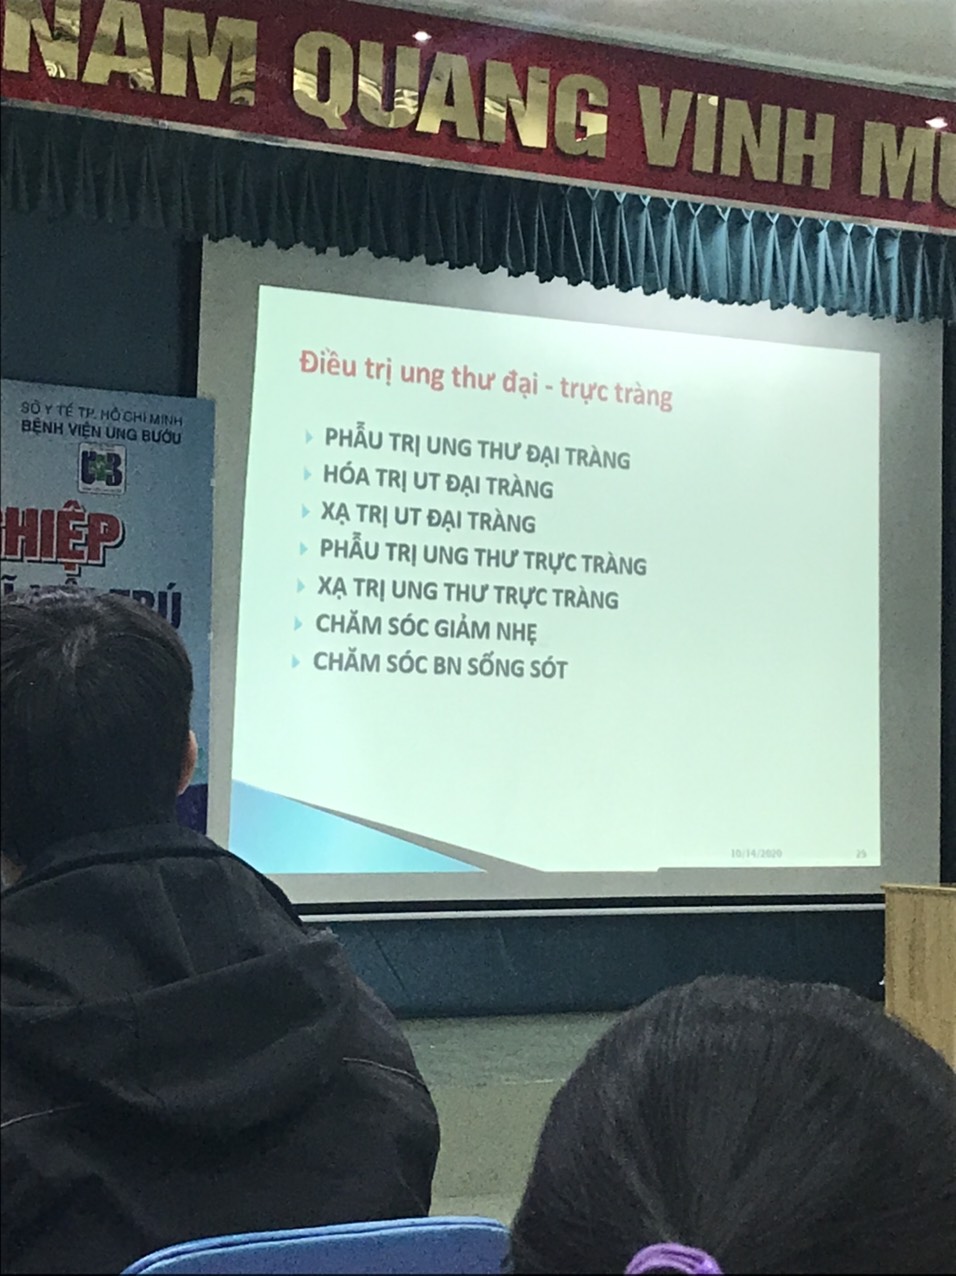 NAM QUANG VINH MU
SỞ Y TẾ TP. HỒ CHÍ MINH
BỆNH VIỆN UNG BƯỚU
HIỆP
TRÚ
Điều trị ung thư đại - trực tràng
PHẪU TRỊ UNG THƯ ĐẠI TRÀNG
HÓA TRỊ UT ĐẠI TRÀNG
XẠ TRỊ UT ĐẠI TRÀNG
PHẪU TRỊ UNG THƯ TRỰC TRÀNG
XẠ TRỊ UNG THƯ TRỰC TRÀNG
CHĂM SÓC GIẢM NHẸ
CHĂM SÓC BN SỐNG SÓT
10/14/2020